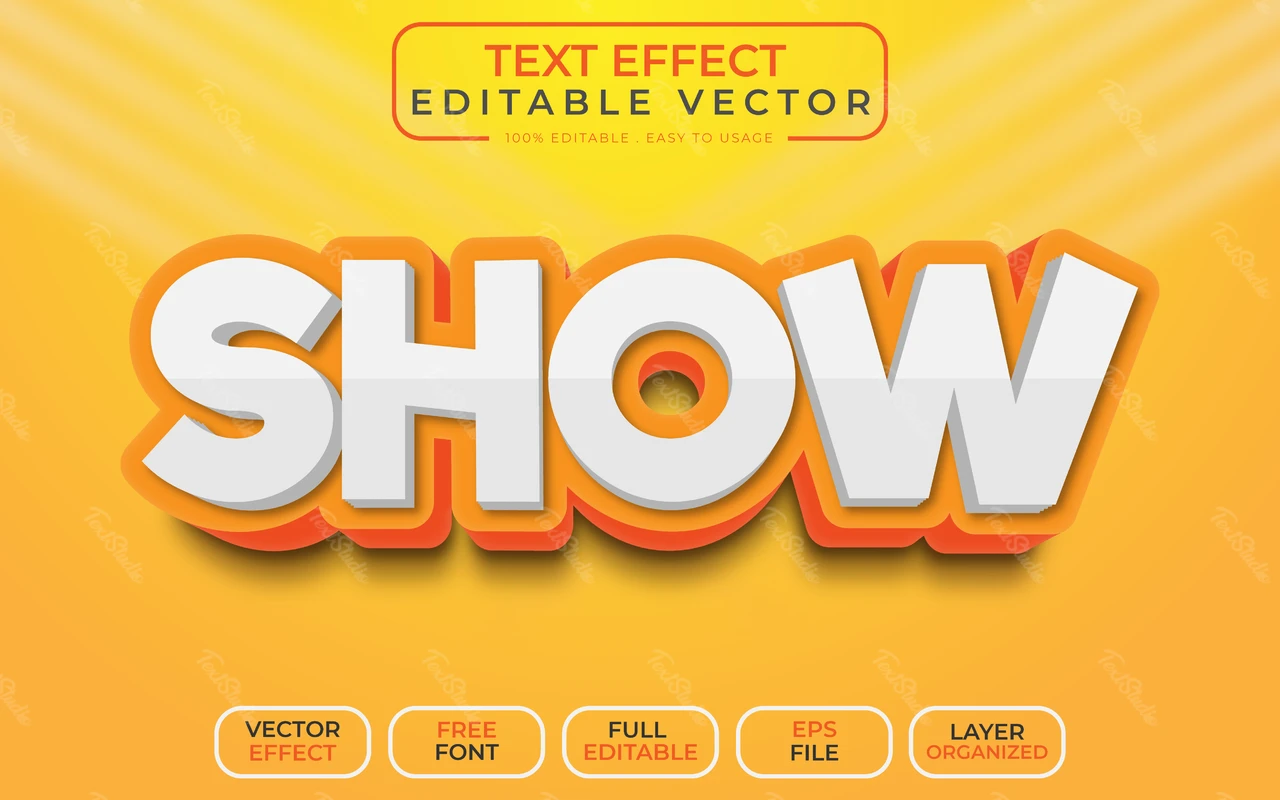 TEXT EFFECT
EDITABLE VECTOR
100% EDITABLE . EASY TO USAGE
SHOW
VECTOR
EFFECT
FREE
FONT
FULL
EDITABLE
EPS
FILE
LAYER
ORGANIZED
TextStudio